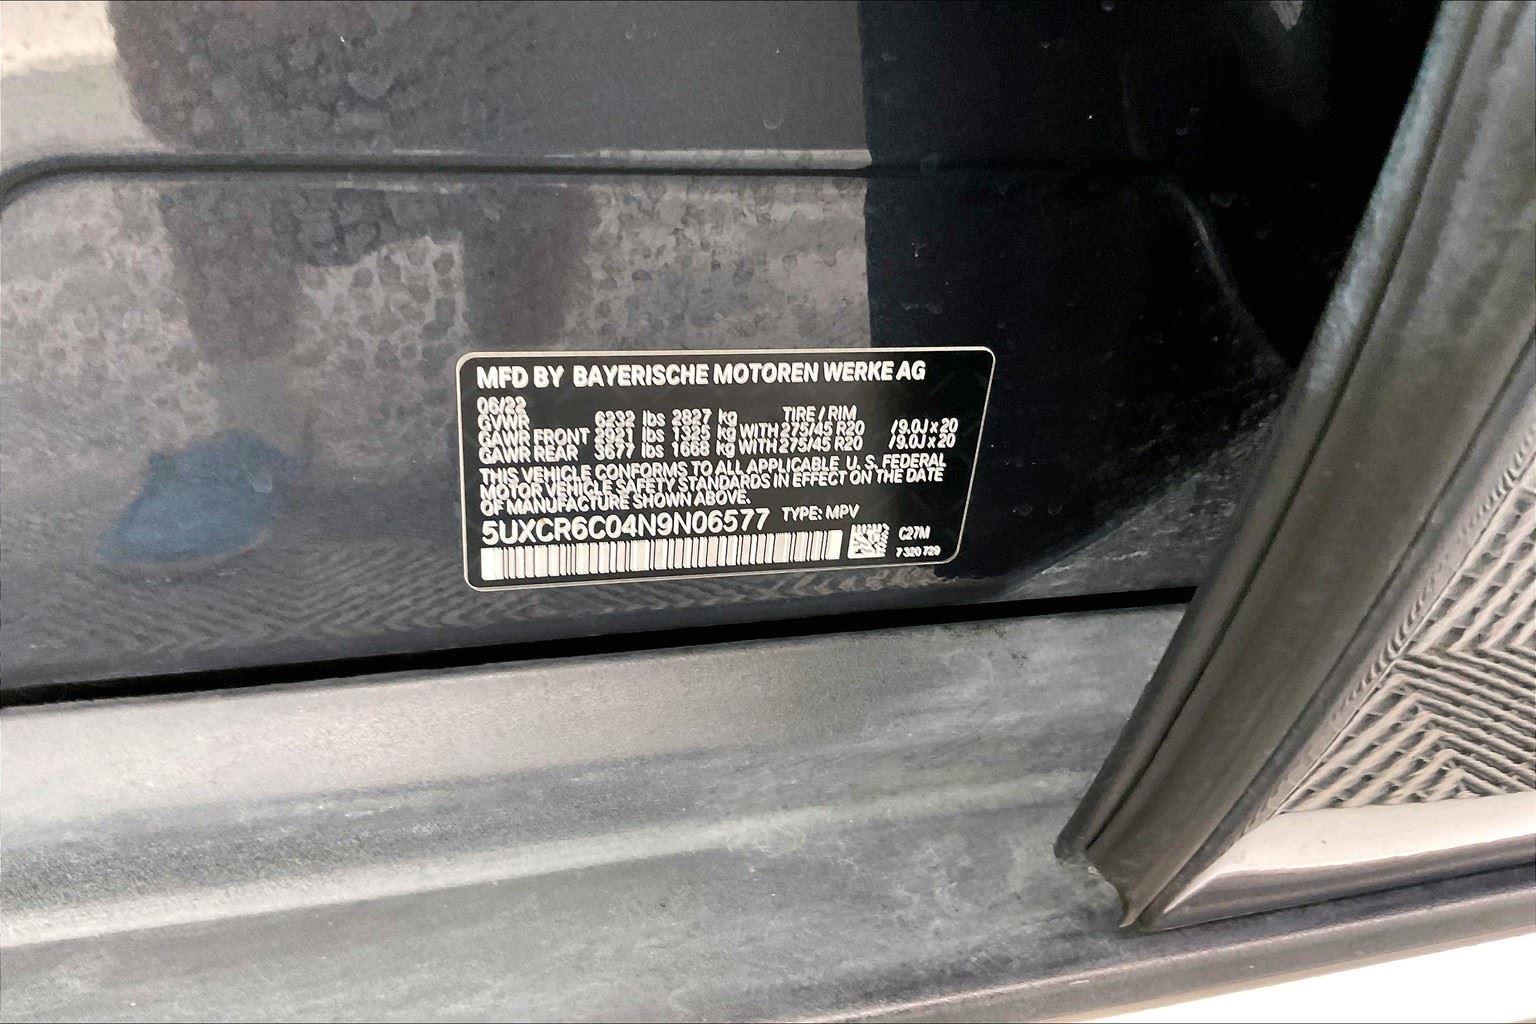 MFD BY BAYERISCHE MOTOREN WERKE AG
06/22 TIRE / RIM
GVWR 6232 lbs 2827 kg
GAWR FRONT 2921 lbs 1325 kg WITH 275/45 R20 /9.0J x 20
GAWR REAR 3677 lbs 1668 kg WITH 275/45 R20 /9.0J x 20
THIS VEHICLE CONFORMS TO ALL APPLICABLE U. S. FEDERAL
MOTOR VEHICLE SAFETY STANDARDS IN EFFECT ON THE DATE
OF MANUFACTURE SHOWN ABOVE.
5UXCR6C04N9N06577 TYPE: MPV
C27M
7 320 729